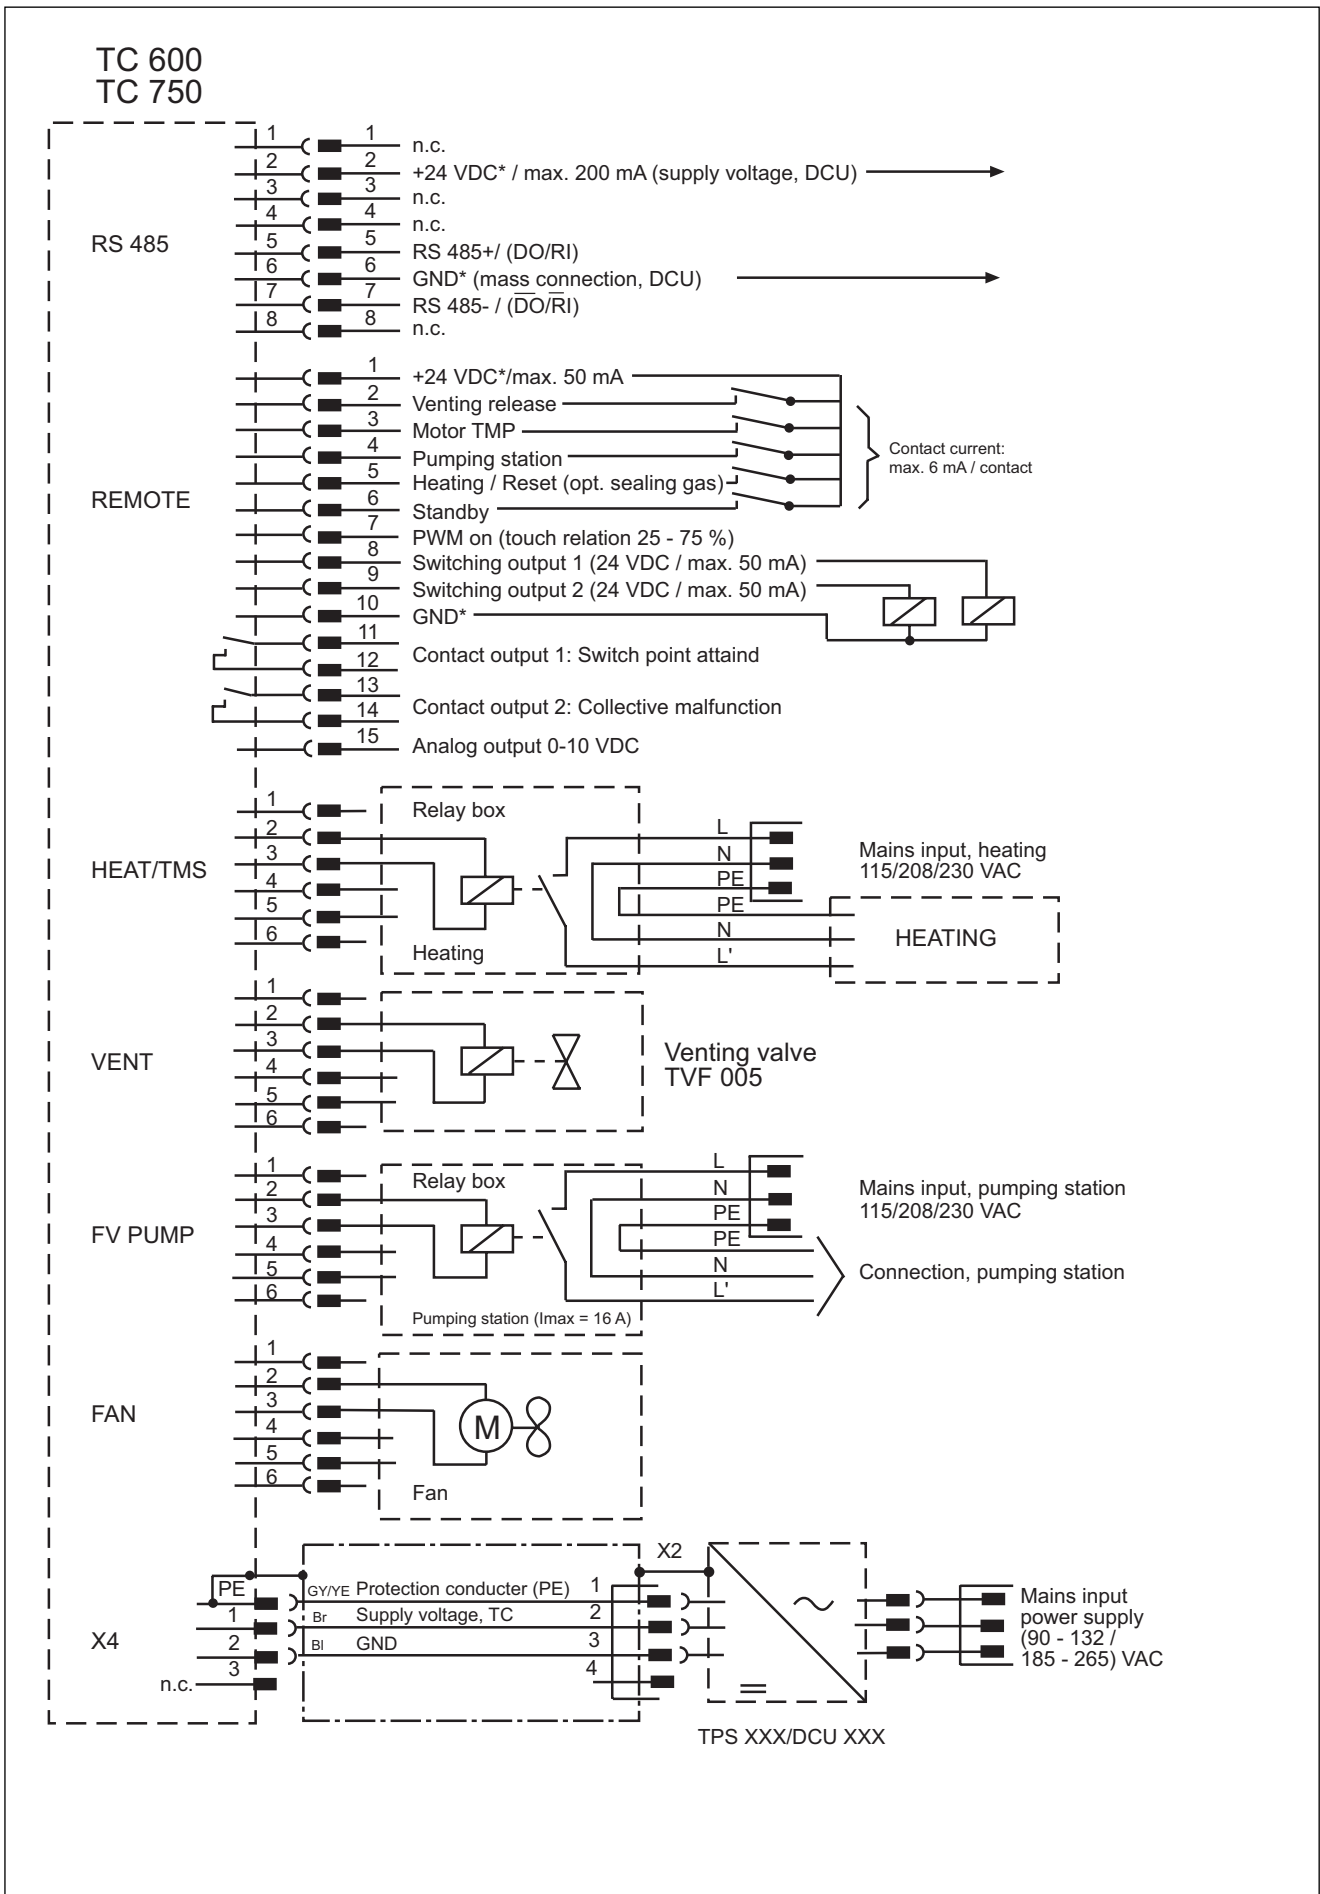 TC 600
TC 750
RS 485
1 1 n.c.
2 2 +24 VDC* / max. 200 mA (supply voltage, DCU)
3 3 n.c.
4 4 n.c.
5 5 RS 485+/ (DO/RI)
6 6 GND* (mass connection, DCU)
7 7 RS 485- / (D̅O̅/R̅I)
8 8 n.c.
REMOTE
1 +24 VDC*/max. 50 mA
2 Venting release
3 Motor TMP
4 Pumping station
5 Heating / Reset (opt. sealing gas)
6 Standby
Contact current:
max. 6 mA / contact
7 PWM on (touch relation 25 - 75 %)
8 Switching output 1 (24 VDC / max. 50 mA)
9 Switching output 2 (24 VDC / max. 50 mA)
10 GND*
11
12
Contact output 1: Switch point attaind
13
14
Contact output 2: Collective malfunction
15 Analog output 0-10 VDC
HEAT/TMS
1
2
3
4
5
6
Relay box
Heating
L
N
PE
PE
N
L'
Mains input, heating
115/208/230 VAC
HEATING
VENT
1
2
3
4
5
6
Venting valve
TVF 005
FV PUMP
1
2
3
4
5
6
Relay box
Pumping station (Imax = 16 A)
L
N
PE
PE
N
L'
Mains input, pumping station
115/208/230 VAC
Connection, pumping station
FAN
1
2
3
4
5
6
M
Fan
X4
PE
1
2
3
n.c.
GY/YE Protection conducter (PE) 1
Br Supply voltage, TC 2
Bl GND 3
4
X2
Mains input
power supply
(90 - 132 /
185 - 265) VAC
TPS XXX/DCU XXX